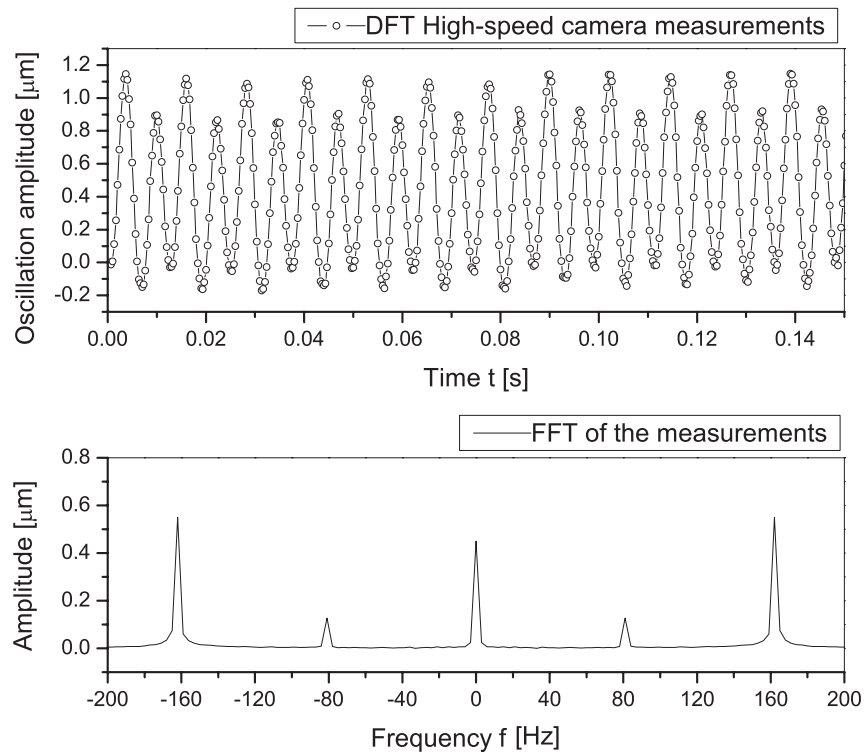 DFT High-speed camera measurements
Oscillation amplitude [μm]
1.2
1.0
0.8
0.6
0.4
0.2
0.0
-0.2
0.00 0.02 0.04 0.06 0.08 0.10 0.12 0.14
Time t [s]
FFT of the measurements
Amplitude [μm]
0.8
0.6
0.4
0.2
0.0
-200 -160 -120 -80 -40 0 40 80 120 160 200
Frequency f [Hz]